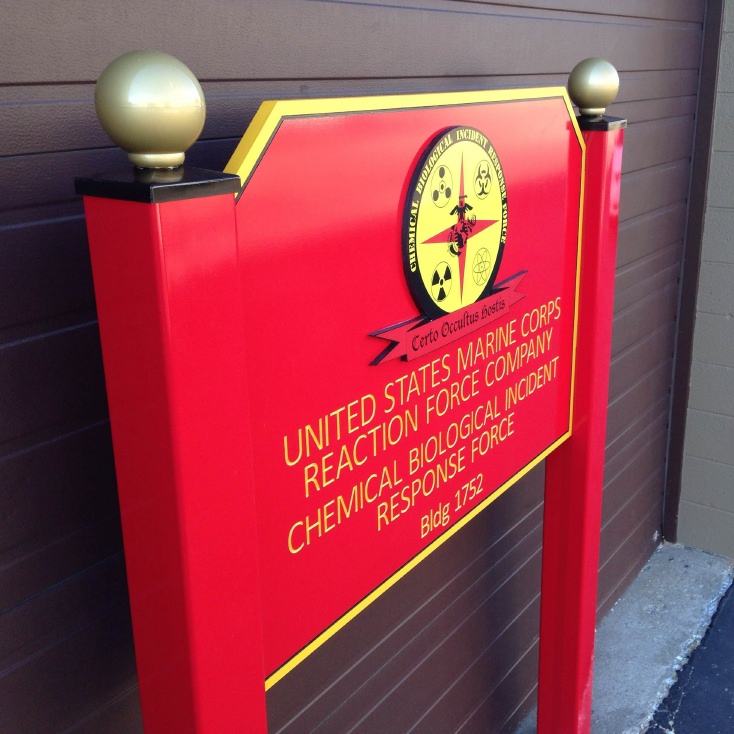 CHEMICAL BIOLOGICAL INCIDENT RESPONSE FORCE
Certo Occultus Hostis
UNITED STATES MARINE CORPS
REACTION FORCE COMPANY
CHEMICAL BIOLOGICAL INCIDENT
RESPONSE FORCE
Bldg 1752